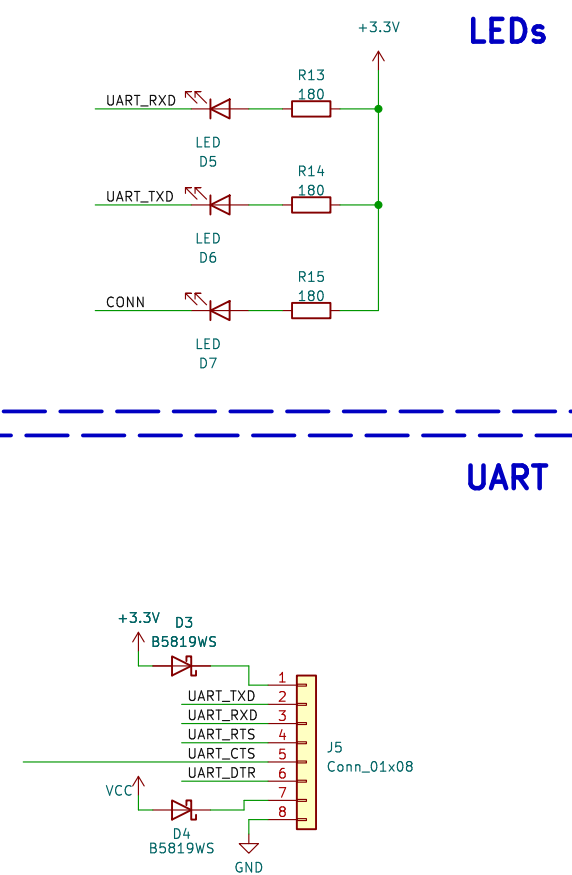 LEDs
+3.3V
R13
180
UART_RXD
LED
D5
R14
180
UART_TXD
LED
D6
R15
180
CONN
LED
D7
UART
+3.3V
D3
B5819WS
1
UART_TXD 2
UART_RXD 3
UART_RTS 4
UART_CTS 5
UART_DTR 6
J5
Conn_01x08
VCC
7
8
D4
B5819WS
GND